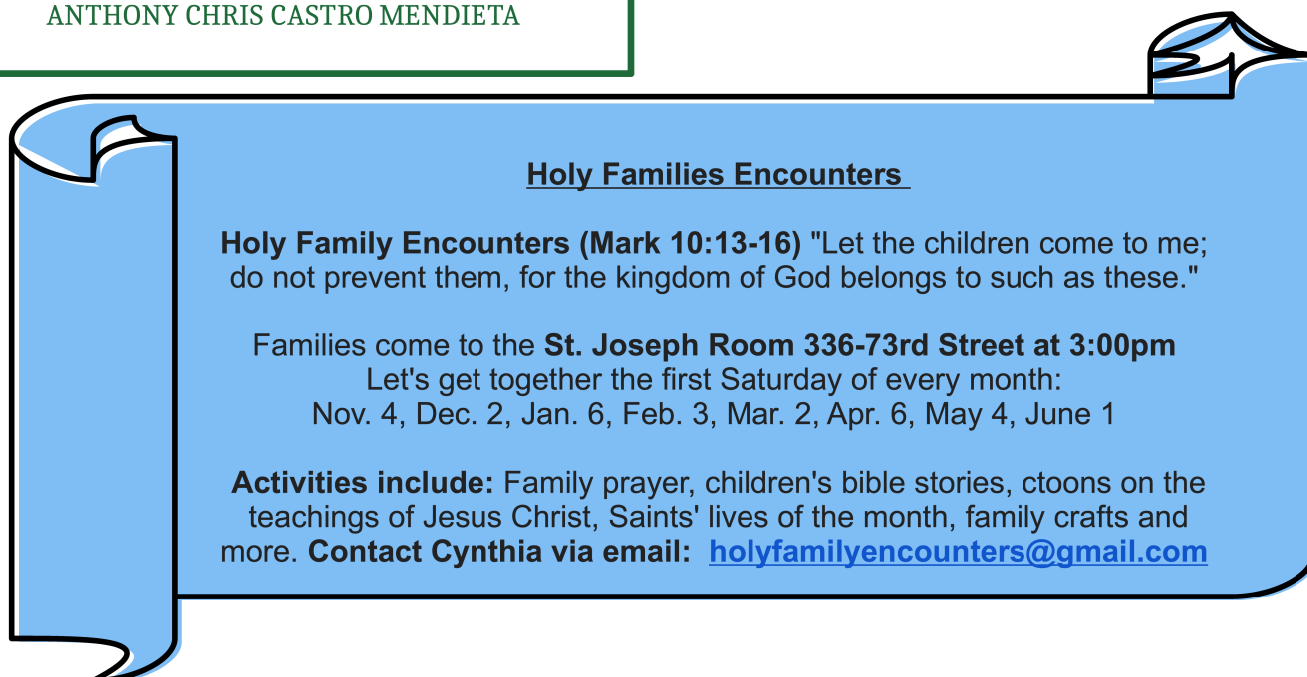 ANTHONY CHRIS CASTRO MENDIETA
Holy Families Encounters
Holy Family Encounters (Mark 10:13-16) "Let the children come to me;
do not prevent them, for the kingdom of God belongs to such as these."
Families come to the St. Joseph Room 336-73rd Street at 3:00pm
Let's get together the first Saturday of every month:
Nov. 4, Dec. 2, Jan. 6, Feb. 3, Mar. 2, Apr. 6, May 4, June 1
Activities include: Family prayer, children's bible stories, ctoons on the
teachings of Jesus Christ, Saints' lives of the month, family crafts and
more. Contact Cynthia via email: holyfamilyencounters@gmail.com